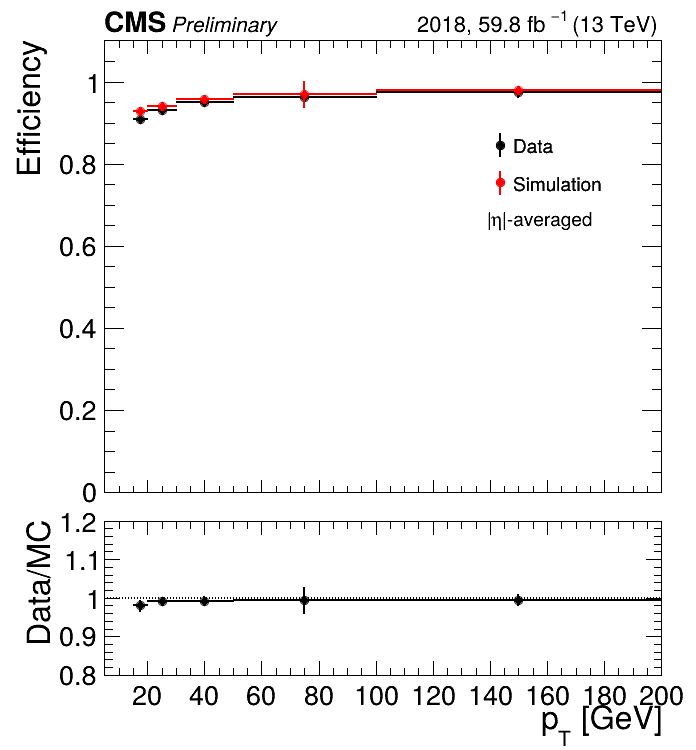 CMS Preliminary 2018, 59.8 fb⁻¹ (13 TeV)
Efficiency
1
0.8
0.6
0.4
0.2
0
Data
Simulation
|η|-averaged
Data/MC
1.2
1.1
1
0.9
0.8
20 40 60 80 100 120 140 160 180 200
p_T [GeV]